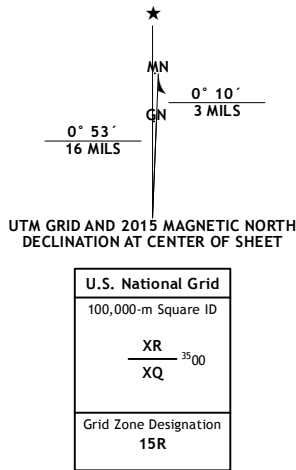 ★
MN
0° 10´
3 MILS
GN
0° 53´
16 MILS
UTM GRID AND 2015 MAGNETIC NORTH
DECLINATION AT CENTER OF SHEET
U.S. National Grid
100,000-m Square ID
XR
³⁵00
XQ
Grid Zone Designation
15R